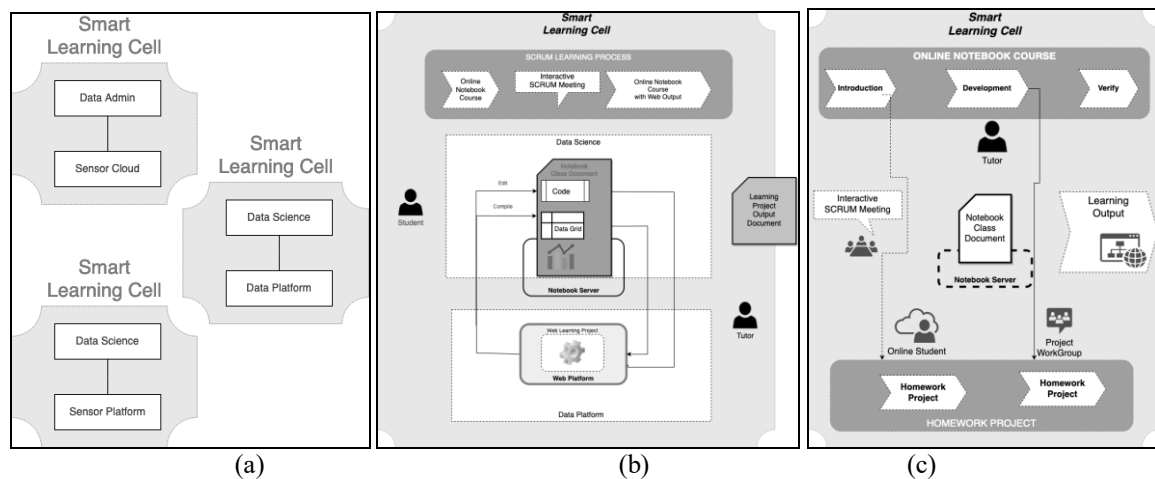 Smart
Learning Cell
Data Admin
Sensor Cloud
Smart
Learning Cell
Data Science
Data Platform
Smart
Learning Cell
Data Science
Sensor Platform
(a)
Smart
Learning Cell
SCRUM LEARNING PROCESS
Online
Notebook
Course
Interactive
SCRUM Meeting
Online Notebook
Course
with Web Output
Data Science
Notebook
Class Document
Edit
Code
Compile
Data Grid
Student
Learning
Project
Output
Document
Notebook Server
Tutor
Web Learning Project
Web Platform
Data Platform
(b)
Smart
Learning Cell
ONLINE NOTEBOOK COURSE
Introduction
Development
Verify
Tutor
Interactive
SCRUM Meeting
Notebook
Class
Document
Learning
Output
Notebook Server
Online Student
Project
WorkGroup
Homework
Project
Homework
Project
HOMEWORK PROJECT
(c)